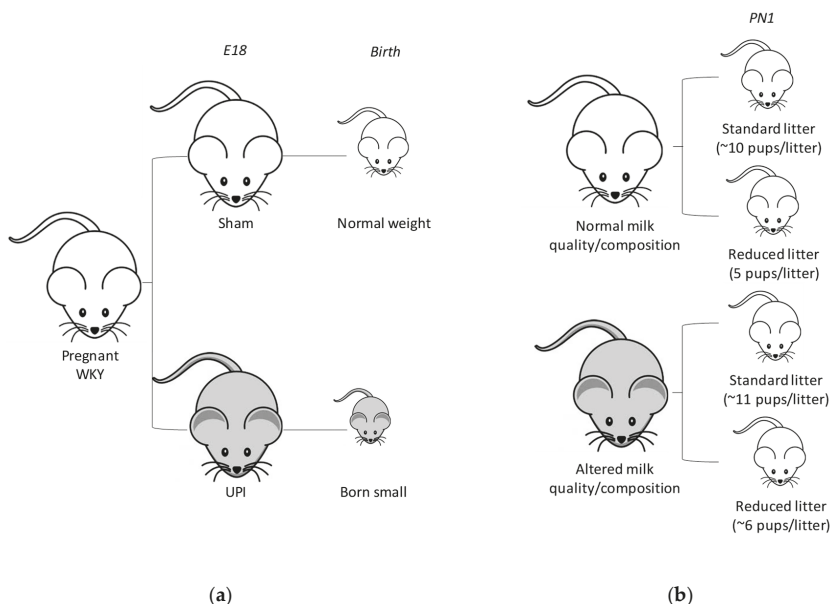 E18
Birth
Sham
Normal weight
Pregnant
WKY
UPI
Born small
(a)
PN1
Standard litter
(~10 pups/litter)
Normal milk
quality/composition
Reduced litter
(5 pups/litter)
Standard litter
(~11 pups/litter)
Altered milk
quality/composition
Reduced litter
(~6 pups/litter)
(b)